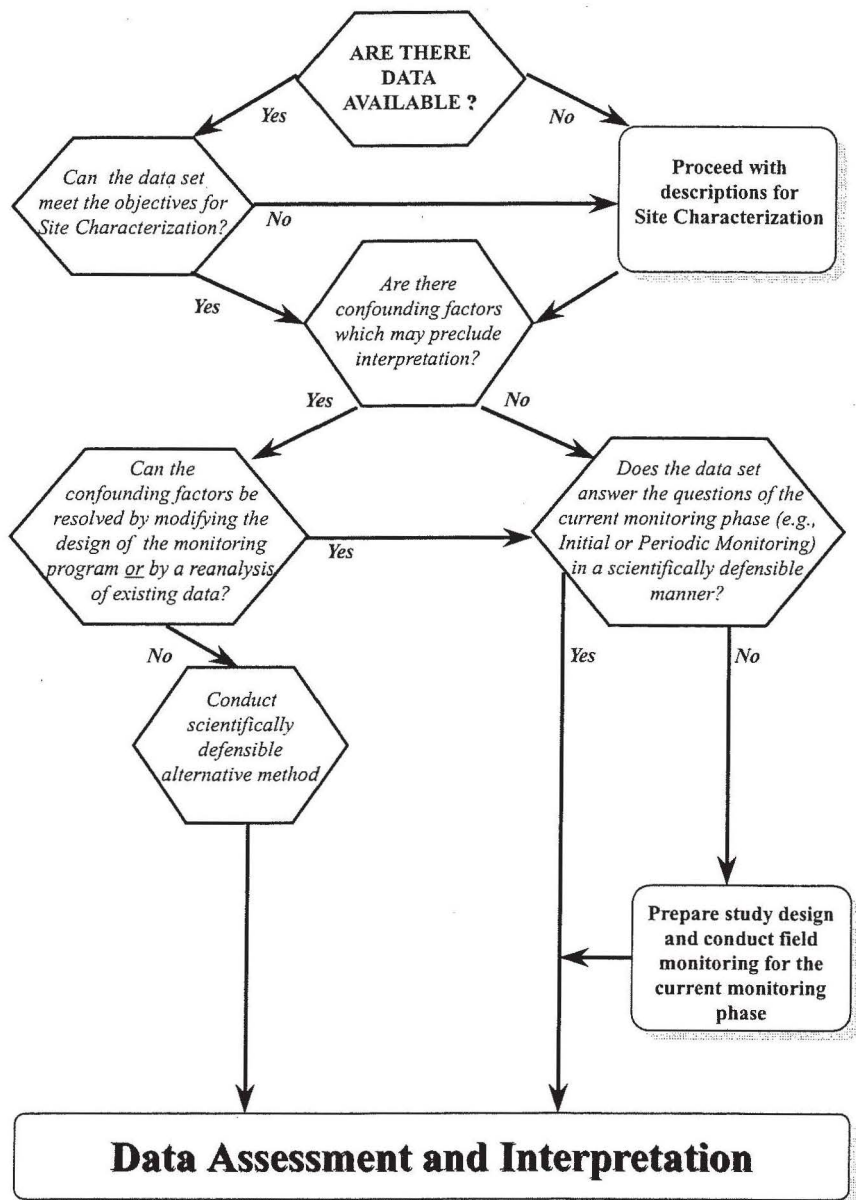 ARE THERE
DATA
AVAILABLE ?
Yes
No
Can the data set
meet the objectives for
Site Characterization?
No
Proceed with
descriptions for
Site Characterization
Yes
Are there
confounding factors
which may preclude
interpretation?
Yes
No
Can the
confounding factors be
resolved by modifying the
design of the monitoring
program or by a reanalysis
of existing data?
Yes
Does the data set
answer the questions of the
current monitoring phase (e.g.,
Initial or Periodic Monitoring)
in a scientifically defensible
manner?
No
Yes
No
Conduct
scientifically
defensible
alternative method
Prepare study design
and conduct field
monitoring for the
current monitoring
phase
Data Assessment and Interpretation